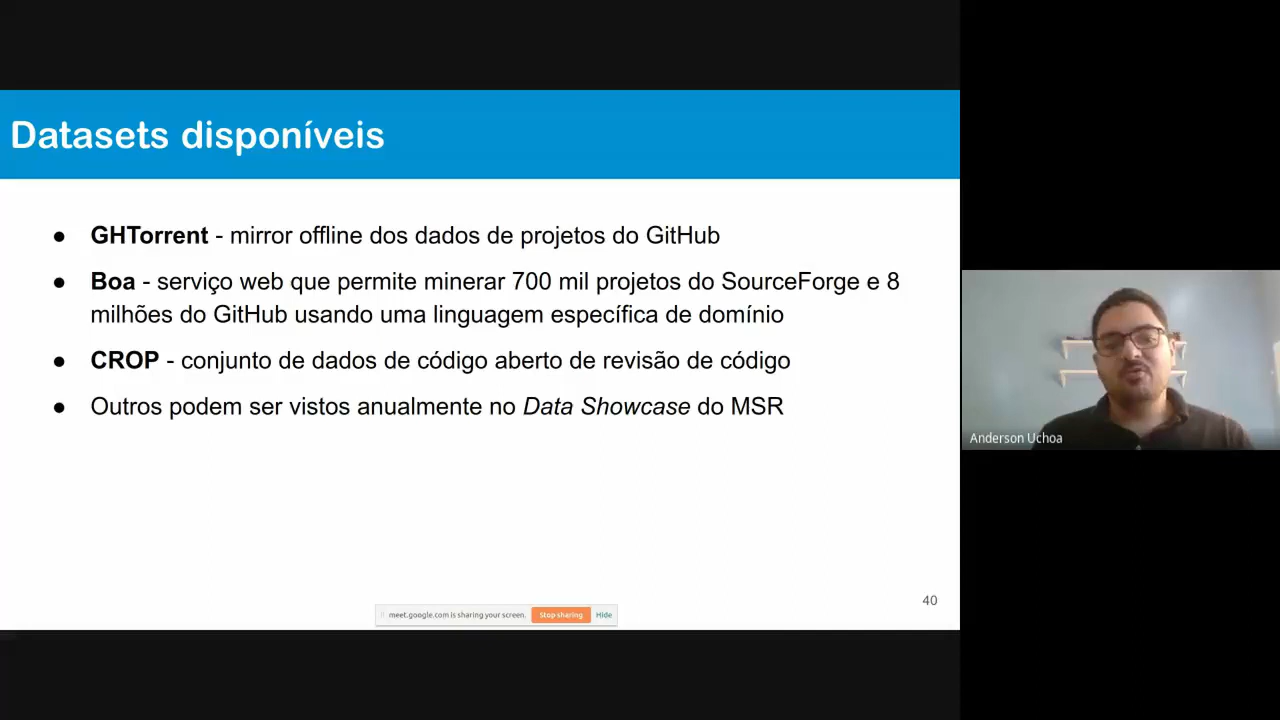 Datasets disponíveis
● GHTorrent - mirror offline dos dados de projetos do GitHub
● Boa - serviço web que permite minerar 700 mil projetos do SourceForge e 8
milhões do GitHub usando uma linguagem específica de domínio
● CROP - conjunto de dados de código aberto de revisão de código
● Outros podem ser vistos anualmente no Data Showcase do MSR
Anderson Uchoa
40
meet.google.com is sharing your screen. Stop sharing Hide